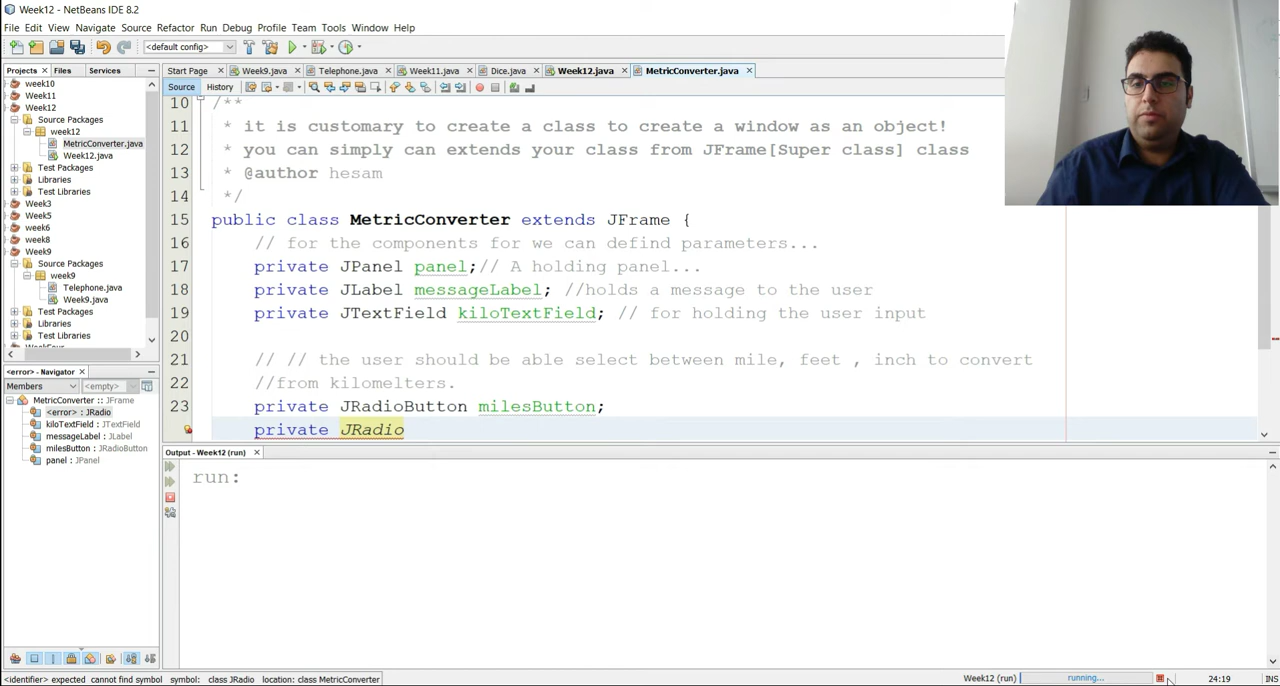 Week12 - NetBeans IDE 8.2
File Edit View Navigate Source Refactor Run Debug Profile Team Tools Window Help
<default config>
Projects Files Services
Start Page Week9.java Telephone.java Week11.java Dice.java Week12.java MetricConverter.java
Source History
week10
Week11
Week12
Source Packages
week12
MetricConverter.java
Week12.java
Test Packages
Libraries
Test Libraries
Week3
Week5
week6
week8
Week9
Source Packages
week9
Telephone.java
Week9.java
Test Packages
Libraries
Test Libraries
10 /**
11 * it is customary to create a class to create a window as an object!
12 * you can simply can extends your class from JFrame[Super class] class
13 * @author hesam
14 */
15 public class MetricConverter extends JFrame {
16 // for the components for we can defind parameters...
17 private JPanel panel;// A holding panel...
18 private JLabel messageLabel; //holds a message to the user
19 private JTextField kiloTextField; // for holding the user input
20
21 // // the user should be able select between mile, feet , inch to convert
22 //from kilomelters.
23 private JRadioButton milesButton;
private JRadio
<error> - Navigator
Members <empty>
MetricConverter :: JFrame
<error> : JRadio
kiloTextField : JTextField
messageLabel : JLabel
milesButton : JRadioButton
panel : JPanel
Output - Week12 (run)
run:
<identifier> expected cannot find symbol symbol: class JRadio location: class MetricConverter
Week12 (run) running... 24:19 INS